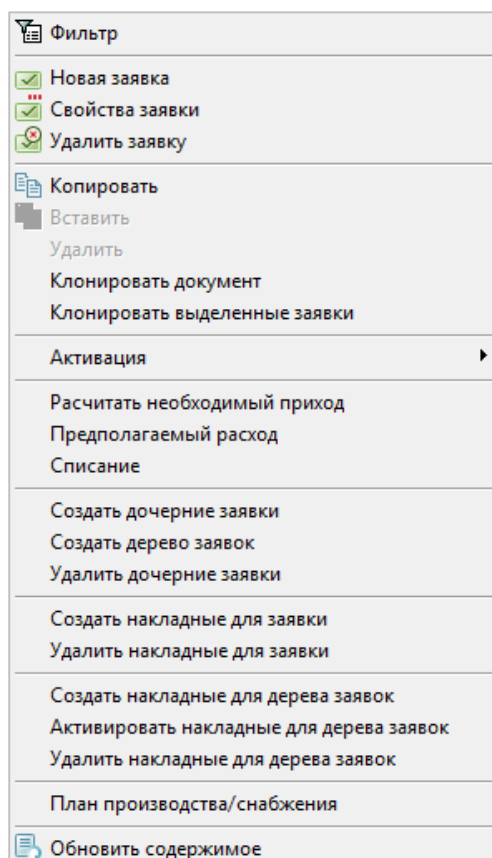 Фильтр
Новая заявка
Свойства заявки
Удалить заявку
Копировать
Вставить
Удалить
Клонировать документ
Клонировать выделенные заявки
Активация
Расчитать необходимый приход
Предполагаемый расход
Списание
Создать дочерние заявки
Создать дерево заявок
Удалить дочерние заявки
Создать накладные для заявки
Удалить накладные для заявки
Создать накладные для дерева заявок
Активировать накладные для дерева заявок
Удалить накладные для дерева заявок
План производства/снабжения
Обновить содержимое